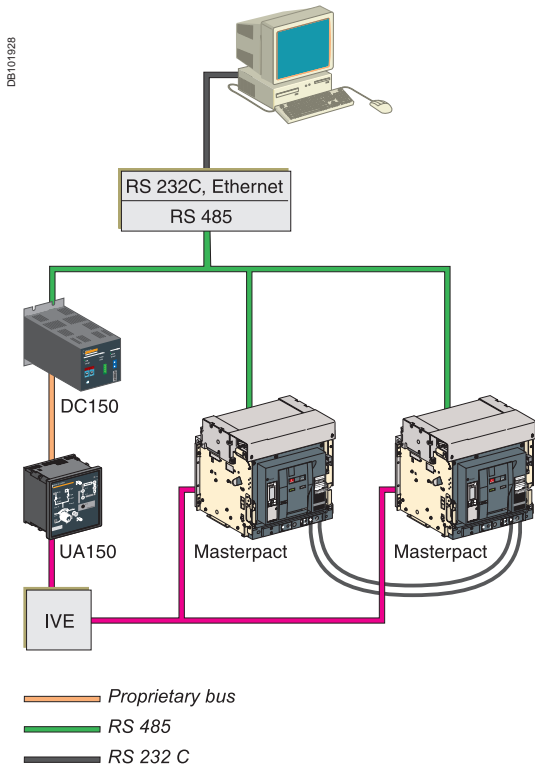 DB101928
RS 232C, Ethernet
RS 485
DC150
UA150
Masterpact
Masterpact
IVE
Proprietary bus
RS 485
RS 232 C